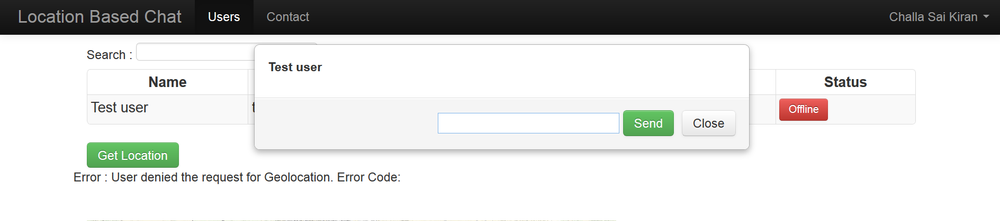 Location Based Chat Users Contact Challa Sai Kiran
Search :
Test user
Name Status
Test user Offline
Send Close
Get Location
Error : User denied the request for Geolocation. Error Code: